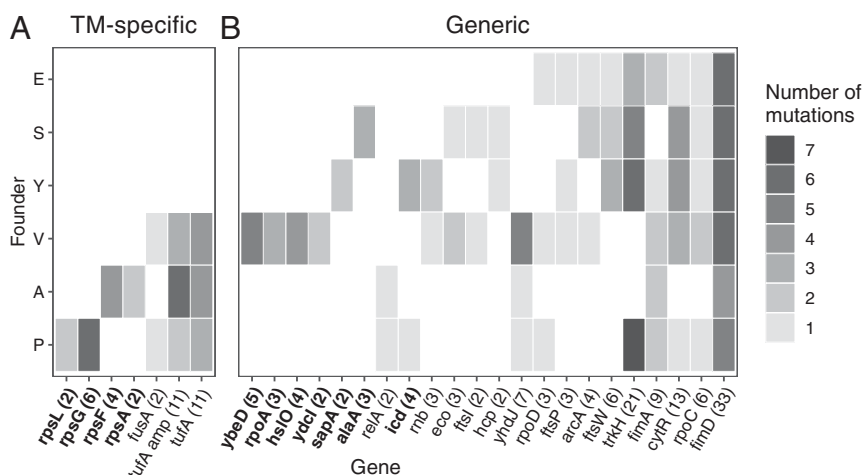 A TM-specific B Generic
Founder
E
S
Y
V
A
P
rpsL (2)
rpsG (6)
rpsF (4)
rpsA (2)
fusA (2)
tufA amp (11)
tufA (11)
ybeD (5)
rpoA (3)
hslO (4)
ydcI (2)
sapA (2)
alaA (3)
relA (2)
icd (4)
rnb (3)
eco (3)
ftsI (2)
hcp (2)
yhdJ (7)
rpoD (3)
ftsP (3)
arcA (4)
ftsW (6)
trkH (21)
fimA (9)
cytR (13)
rpoC (6)
fimD (33)
Gene
Number of
mutations
7
6
5
4
3
2
1